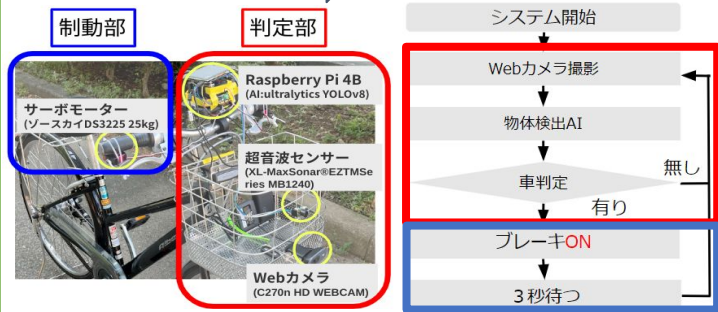 制動部
判定部
Raspberry Pi 4B
(AI:ultralytics YOLOv8)
サーボモーター
(ゾースカイDS3225 25kg)
超音波センサー
(XL-MaxSonar®EZTMSe
ries MB1240)
Webカメラ
(C270n HD WEBCAM)
システム開始
Webカメラ撮影
物体検出AI
車判定
無し
有り
ブレーキON
３秒待つ